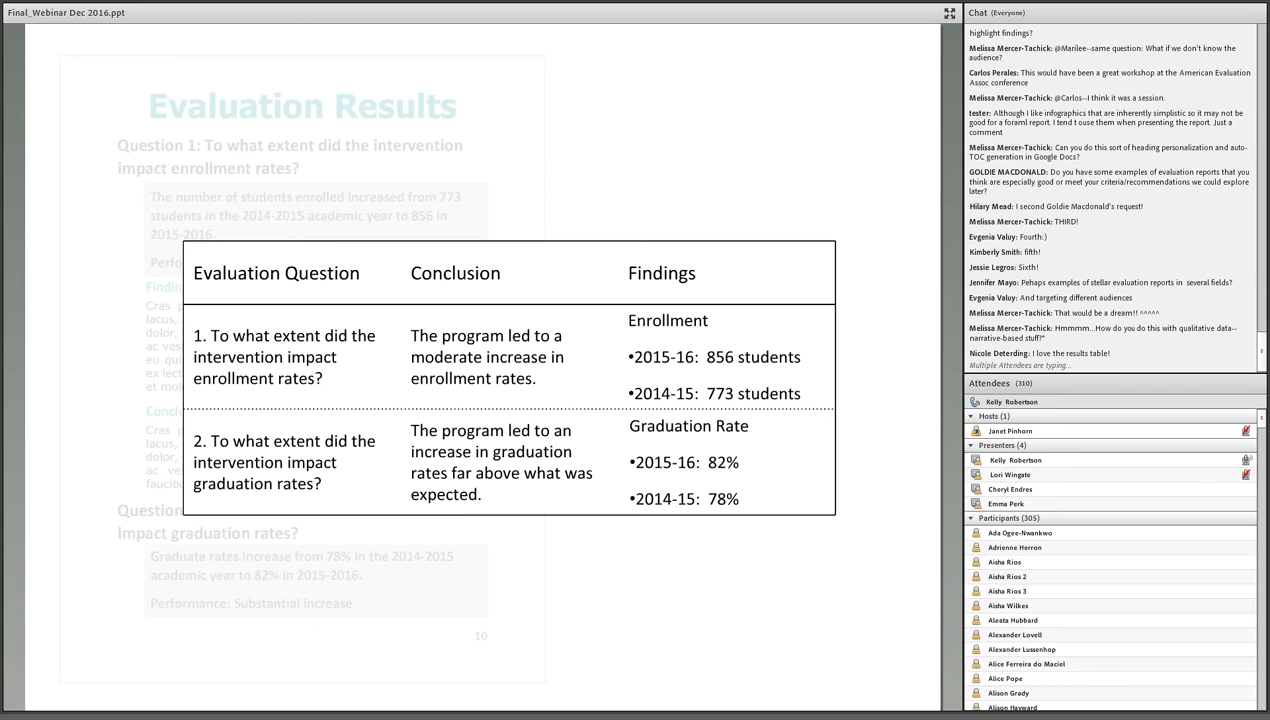 Final_Webinar Dec 2016.ppt
Evaluation Results
Question 1: To what extent did the intervention
impact enrollment rates?
The number of students enrolled increased from 773
students in the 2014-2015 academic year to 856 in
2015-2016.
Evaluation Question
Conclusion
Findings
1. To what extent did the
intervention impact
enrollment rates?
The program led to a
moderate increase in
enrollment rates.
Enrollment
•2015-16: 856 students
•2014-15: 773 students
2. To what extent did the
intervention impact
graduation rates?
The program led to an
increase in graduation
rates far above what was
expected.
Graduation Rate
•2015-16: 82%
•2014-15: 78%
Cras
lacus,
dolor,
ac
Cras
lacus,
dolor,
ac
Question
impact graduation rates?
Graduate rates increase from 78% in the 2014-2015
academic year to 82% in 2015-2016.
Performance: Substantial increase
10
Chat (Everyone)
highlight findings?
Melissa Mercer-Tachick: @Marilee--same question: What if we don't know the
audience?
Carlos Perales: This would have been a great workshop at the American Evaluation
Assoc conference
Melissa Mercer-Tachick: @Carlos--I think it was a session.
tester: Although I like infographics that are inherently simplistic so it may not be
good for a foraml report. I tend t ouse them when presenting the report. Just a
comment
Melissa Mercer-Tachick: Can you do this sort of heading personalization and auto-
TOC generation in Google Docs?
GOLDIE MACDONALD: Do you have some examples of evaluation reports that you
think are especially good or meet your criteria/recommendations we could explore
later?
Hilary Mead: I second Goldie Macdonald's request!
Melissa Mercer-Tachick: THIRD!
Evgenia Valuy: Fourth:)
Kimberly Smith: fifth!
Jessie Legros: Sixth!
Jennifer Mayo: Pehaps examples of stellar evaluation reports in several fields?
Evgenia Valuy: And targeting different audiences
Melissa Mercer-Tachick: That would be a dream!! ^^^^^
Melissa Mercer-Tachick: Hmmmm...How do you do this with qualitative data--
narrative-based stuff?"
Nicole Deterding: I love the results table!
Multiple Attendees are typing...
Attendees (310)
Kelly Robertson
Hosts (1)
Janet Pinhorn
Presenters (4)
Kelly Robertson
Lori Wingate
Cheryl Endres
Emma Perk
Participants (305)
Ada Ogee-Nwankwo
Adrienne Herron
Aisha Rios
Aisha Rios 2
Aisha Rios 3
Aisha Wilkes
Aleata Hubbard
Alexander Lovell
Alexander Lussenhop
Alice Ferreira do Maciel
Alice Pope
Alison Grady
Alison Hayward